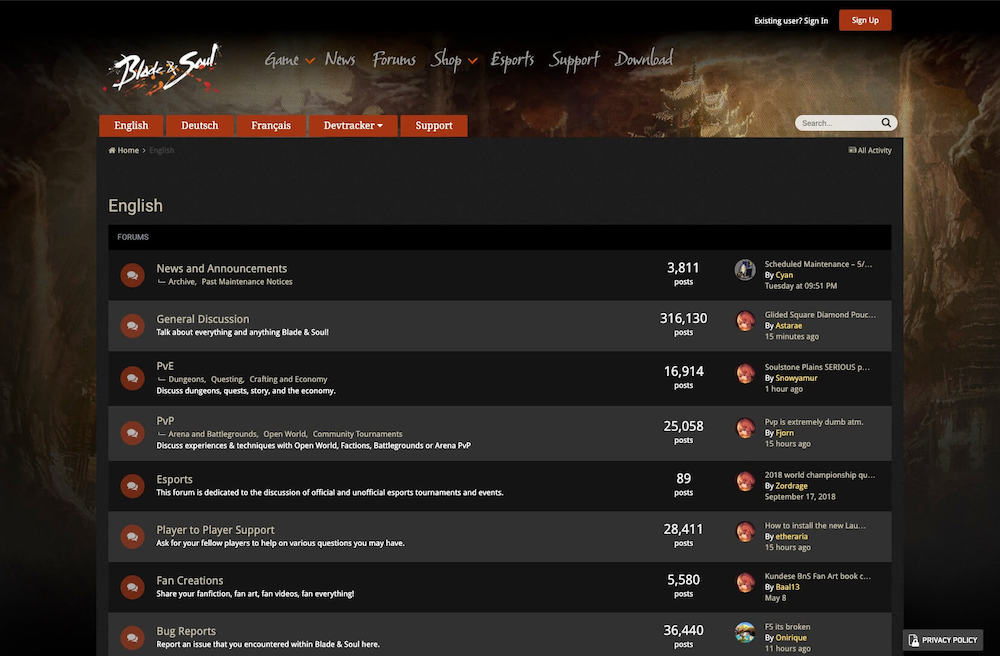 Existing user? Sign In
Sign Up
Blade & Soul
Game
News
Forums
Shop
Esports
Support
Download
English
Deutsch
Français
Devtracker
Support
Search...
Home > English
All Activity
English
FORUMS
News and Announcements
Archive, Past Maintenance Notices
3,811
posts
Scheduled Maintenance – 5/...
By Cyan
Tuesday at 09:51 PM
General Discussion
Talk about everything and anything Blade & Soul!
316,130
posts
Glided Square Diamond Pouc...
By Astarae
15 minutes ago
PvE
Dungeons, Questing, Crafting and Economy
Discuss dungeons, quests, story, and the economy.
16,914
posts
Soulstone Plains SERIOUS p...
By Snowyamur
1 hour ago
PvP
Arena and Battlegrounds, Open World, Community Tournaments
Discuss experiences & techniques with Open World, Factions, Battlegrounds or Arena PvP
25,058
posts
Pvp is extremely dumb atm.
By Fjorn
15 hours ago
Esports
This forum is dedicated to the discussion of official and unofficial esports tournaments and events.
89
posts
2018 world championship qu...
By Zordrage
September 17, 2018
Player to Player Support
Ask for your fellow players to help on various questions you may have.
28,411
posts
How to install the new Lau...
By etheraria
15 hours ago
Fan Creations
Share your fanfiction, fan art, fan videos, fan everything!
5,580
posts
Kundese BnS Fan Art book c...
By Baal13
May 8
Bug Reports
Report an issue that you encountered within Blade & Soul here.
36,440
posts
F5 its broken
By Onirique
11 hours ago
PRIVACY POLICY